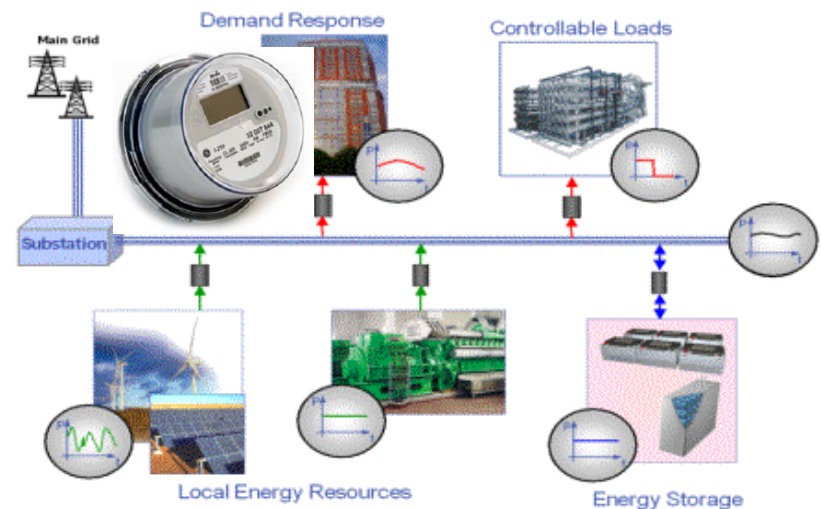 Demand Response
Controllable Loads
Main Grid
P
t
P
t
Substation
P
t
P
t
P
t
P
t
Local Energy Resources
Energy Storage